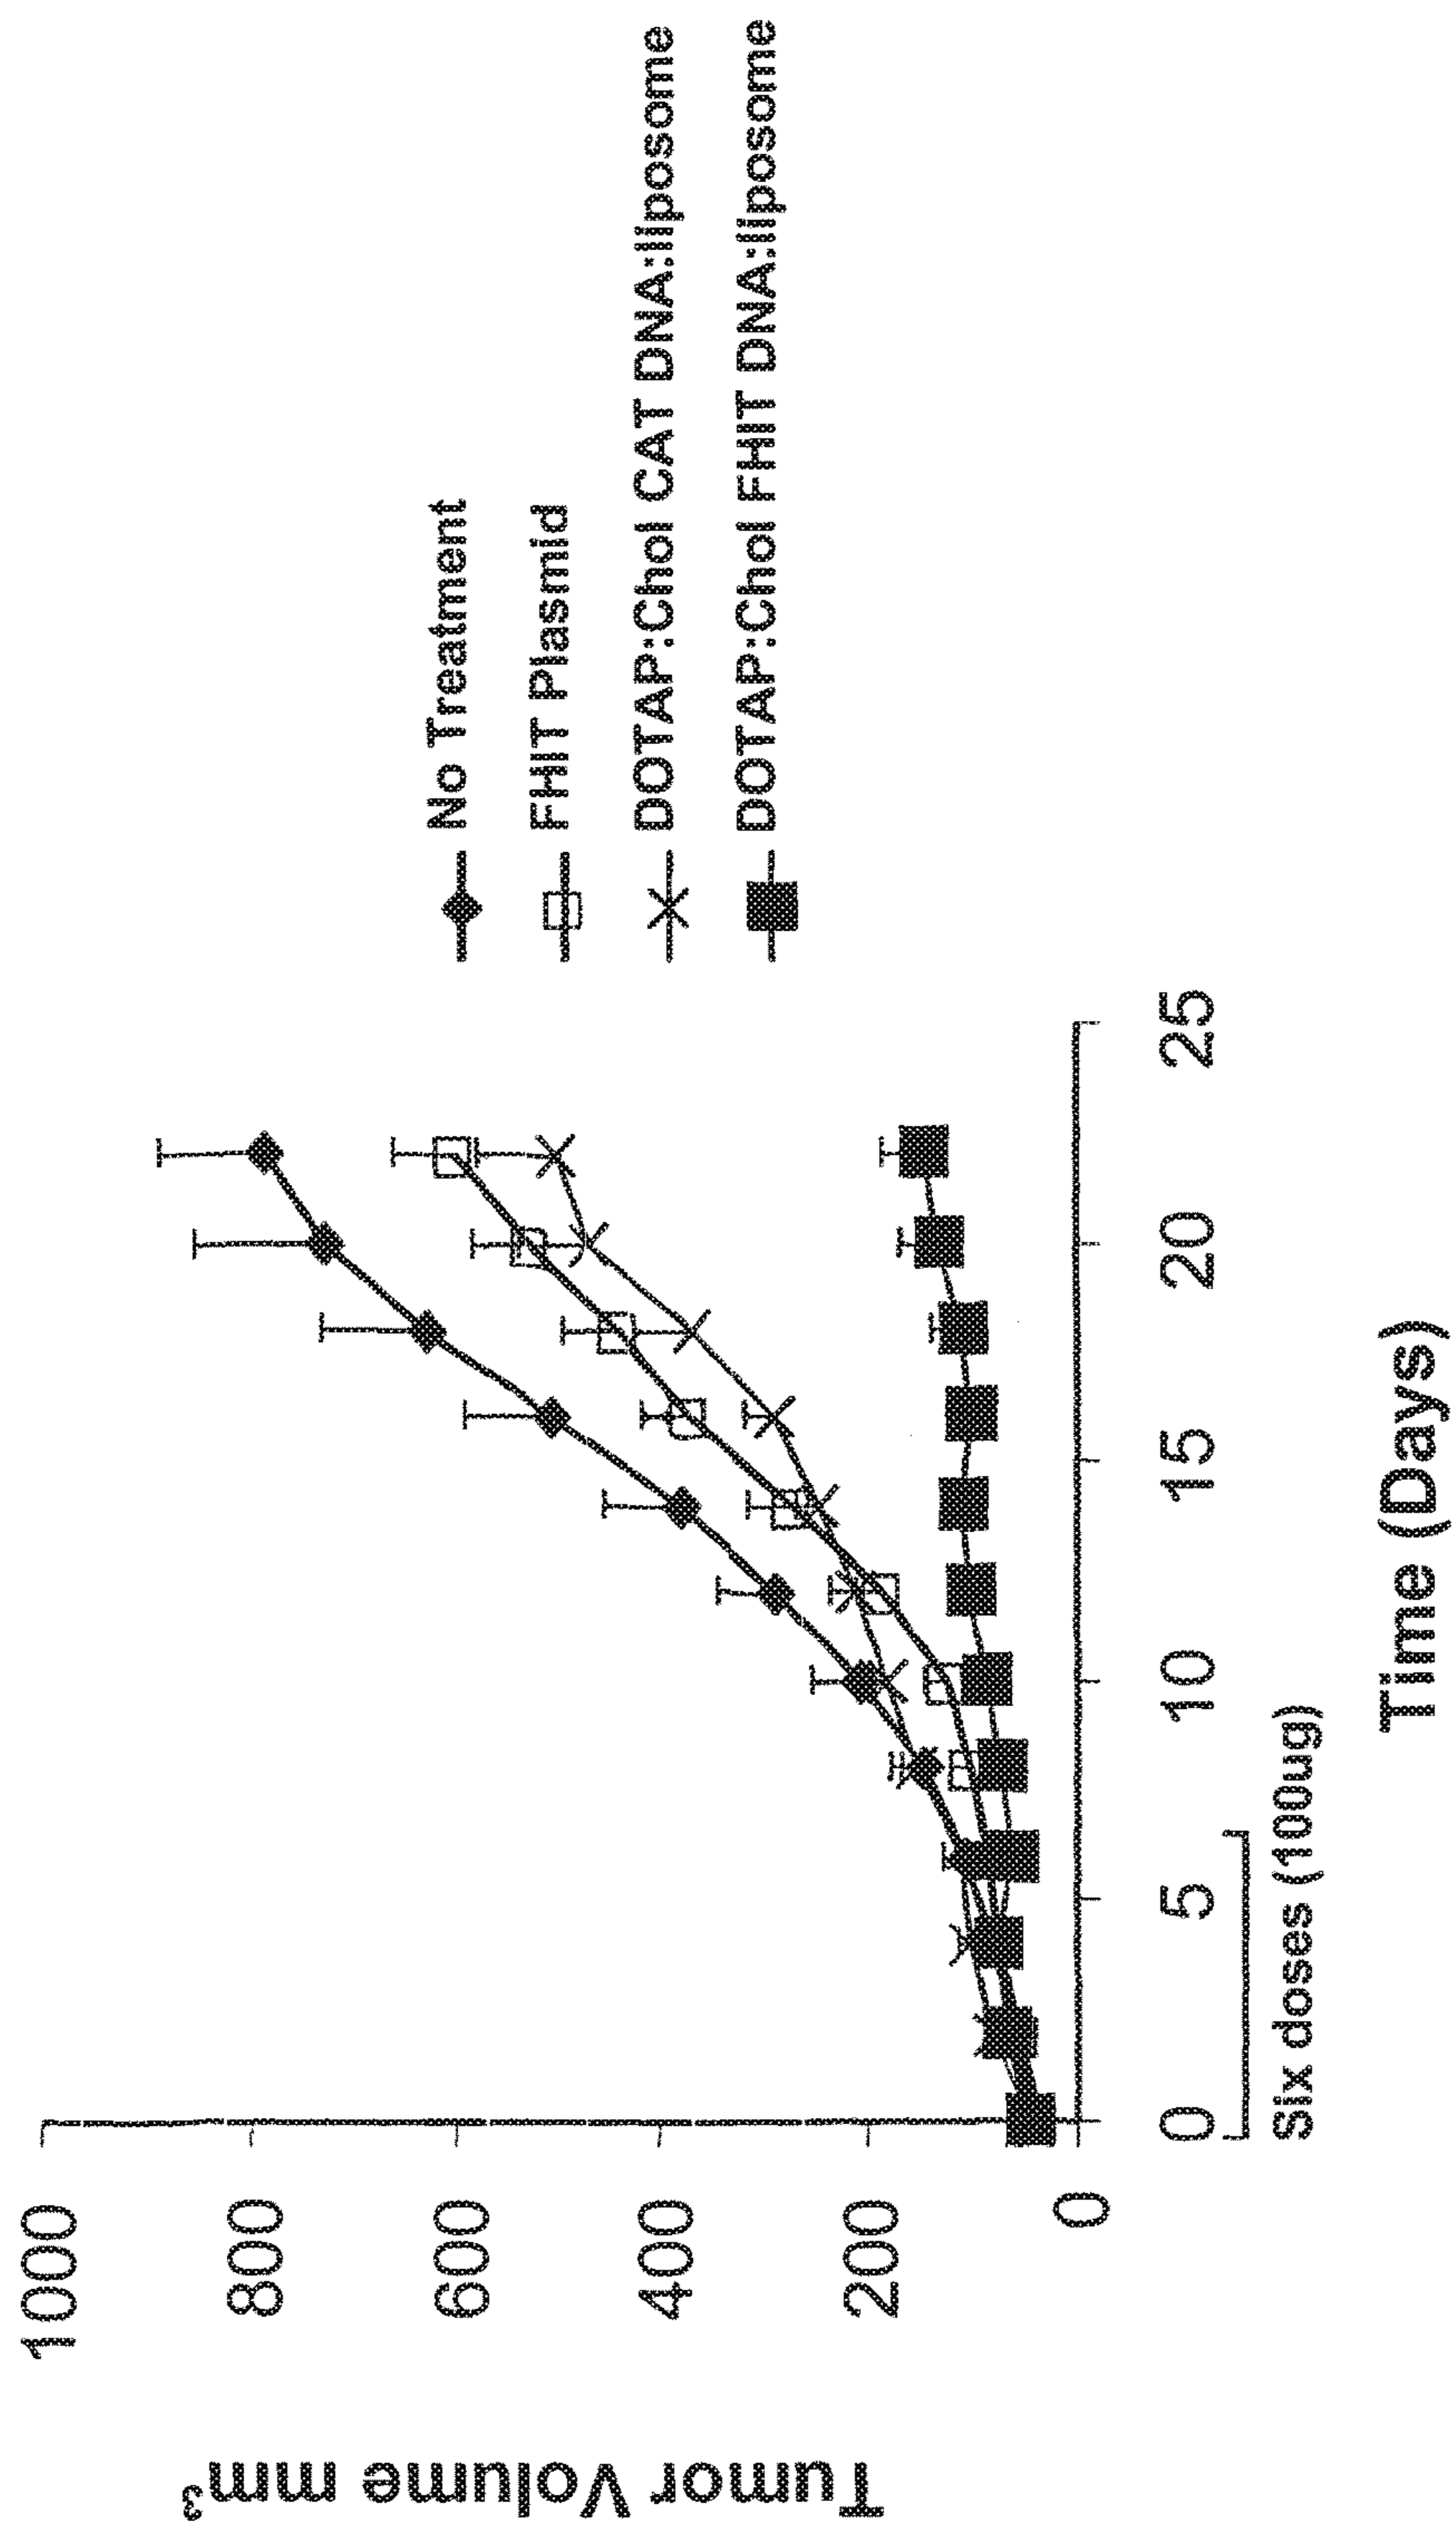 Tumor Volume mm³
1000
800
600
400
200
0
0
5
10
15
20
25
Six doses (100ug)
Time (Days)
No Treatment
FHIT Plasmid
DOTAP:Chol CAT DNA:liposome
DOTAP:Chol FHIT DNA:liposome